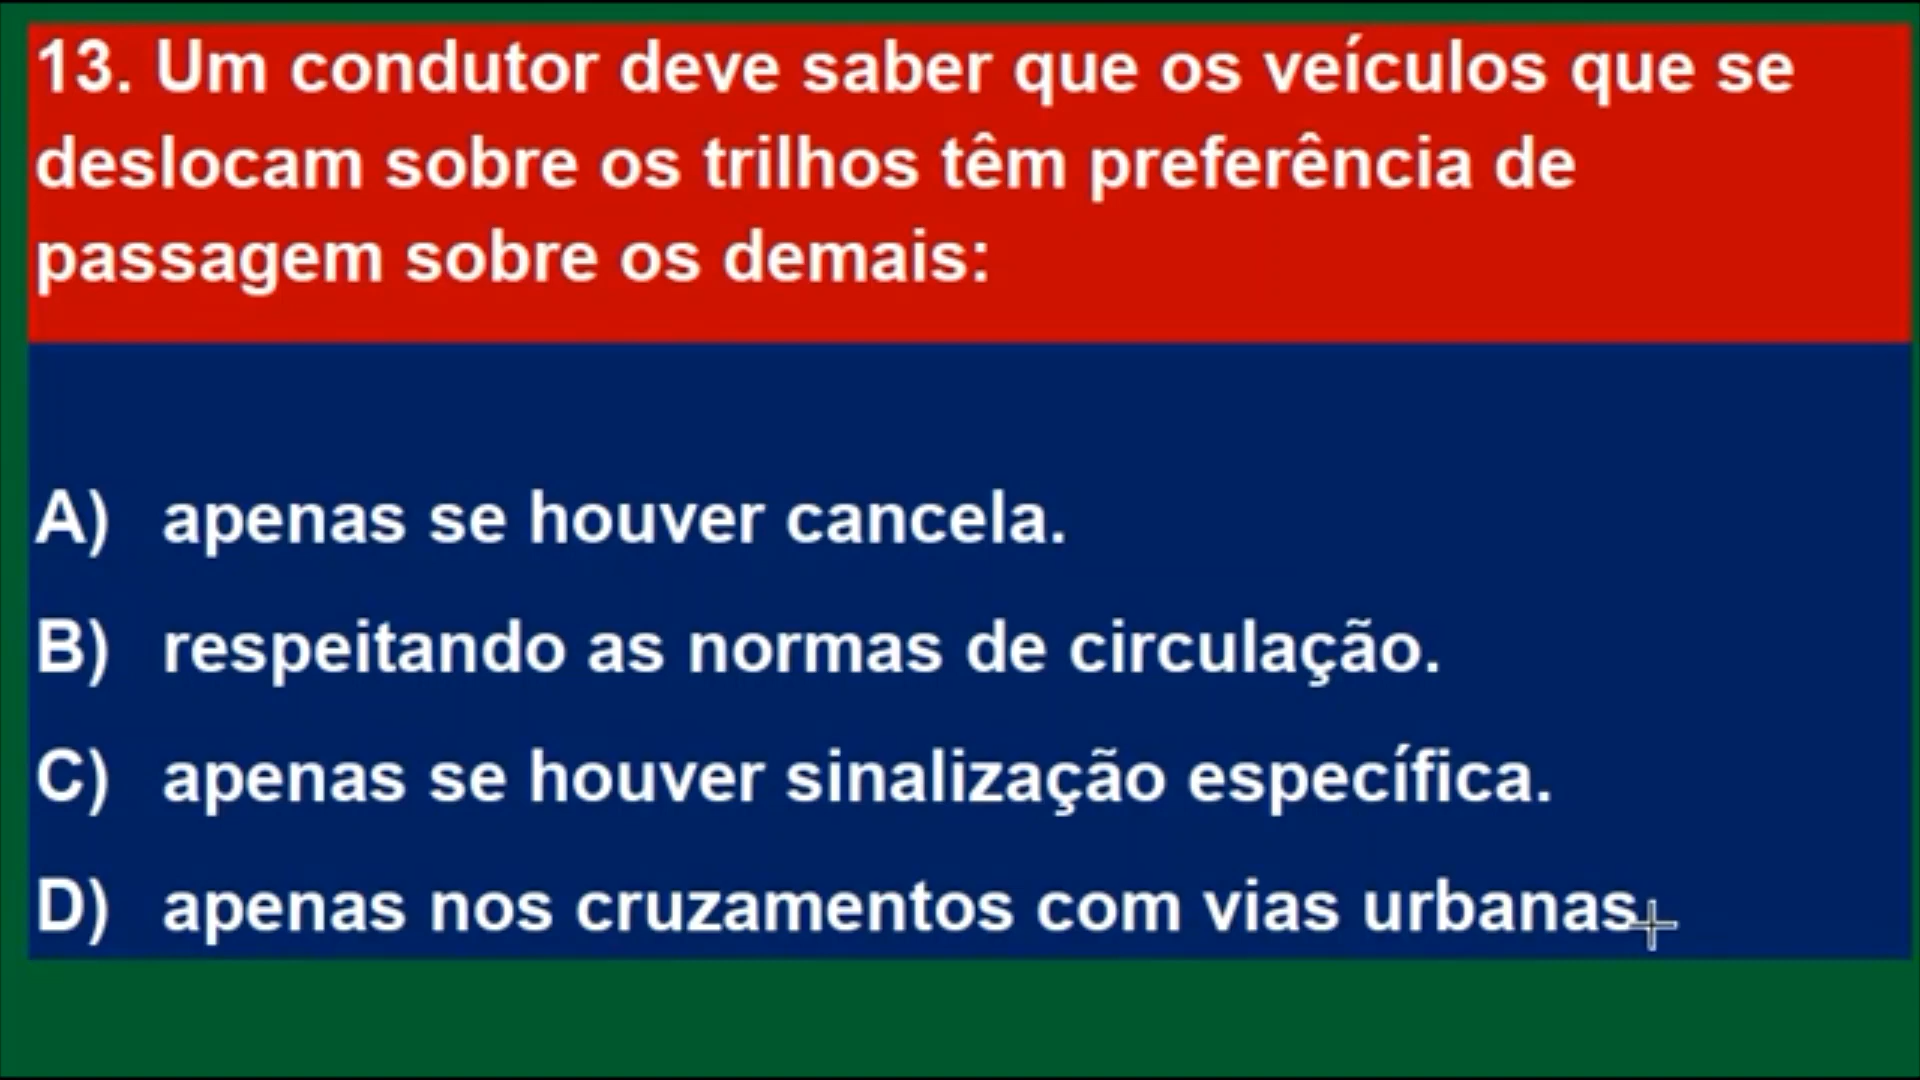 13. Um condutor deve saber que os veículos que se
deslocam sobre os trilhos têm preferência de
passagem sobre os demais:
A) apenas se houver cancela.
B) respeitando as normas de circulação.
C) apenas se houver sinalização específica.
D) apenas nos cruzamentos com vias urbanas.